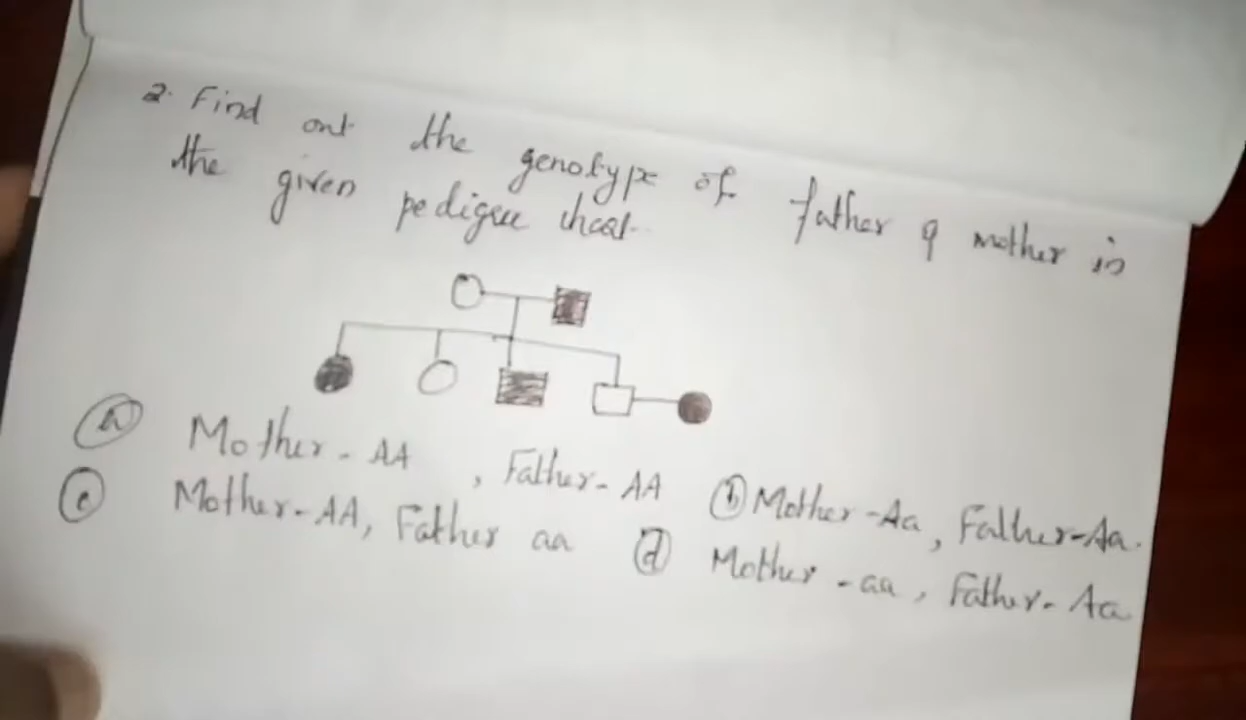 2. Find out the genotype of father & mother in
the given pedigree chart.
(a) Mother - AA , Father - AA (b) Mother - Aa, Father - Aa.
(c) Mother - AA, Father aa (d) Mother - aa, Father - Aa